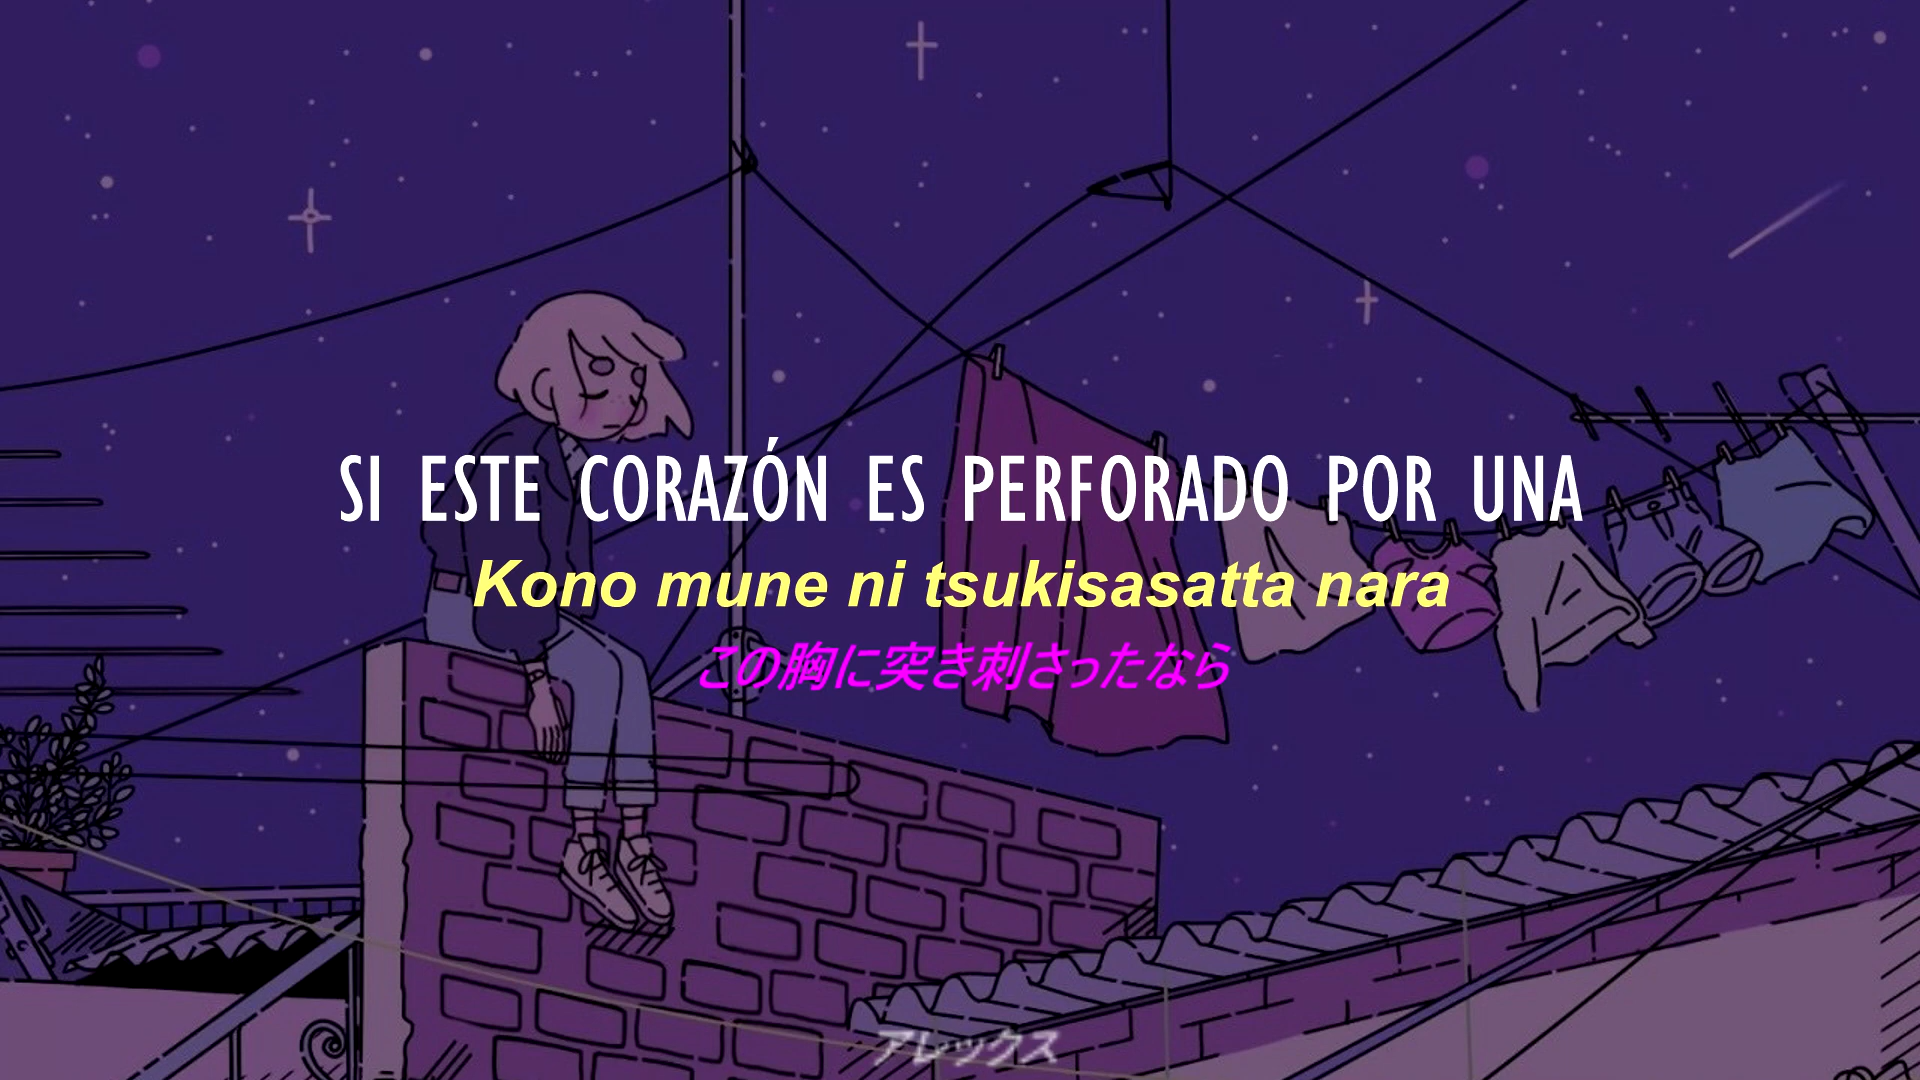 SI ESTE CORAZÓN ES PERFORADO POR UNA
Kono mune ni tsukisasatta nara
この胸に突き刺さったなら
アレックス